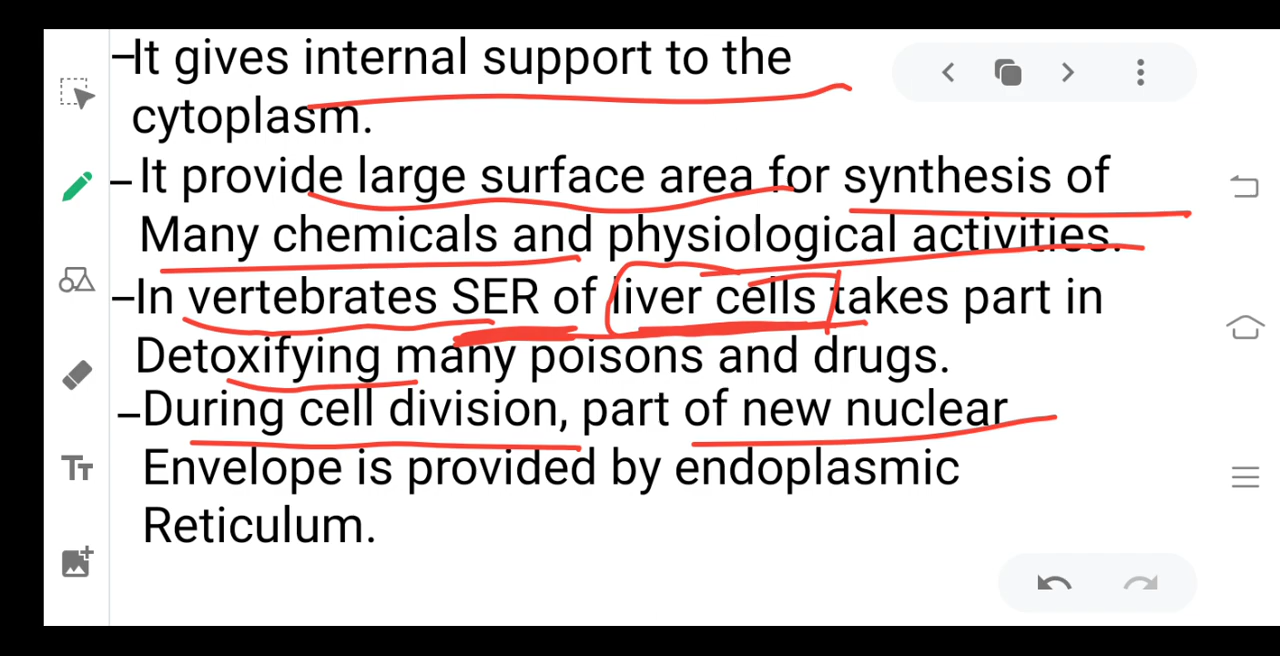 –It gives internal support to the
cytoplasm.
– It provide large surface area for synthesis of
Many chemicals and physiological activities.
–In vertebrates SER of liver cells takes part in
Detoxifying many poisons and drugs.
–During cell division, part of new nuclear
Envelope is provided by endoplasmic
Reticulum.
TT